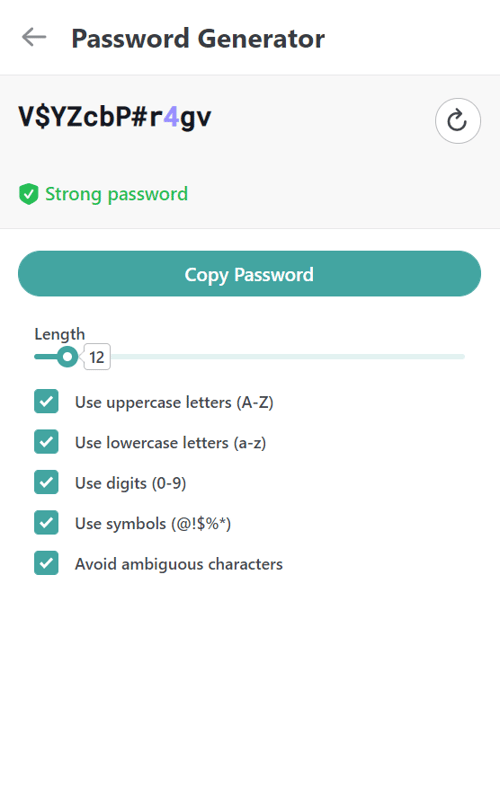 Password Generator
V$YZcbP#r4gv
Strong password
Copy Password
Length
12
Use uppercase letters (A-Z)
Use lowercase letters (a-z)
Use digits (0-9)
Use symbols (@!$%*)
Avoid ambiguous characters